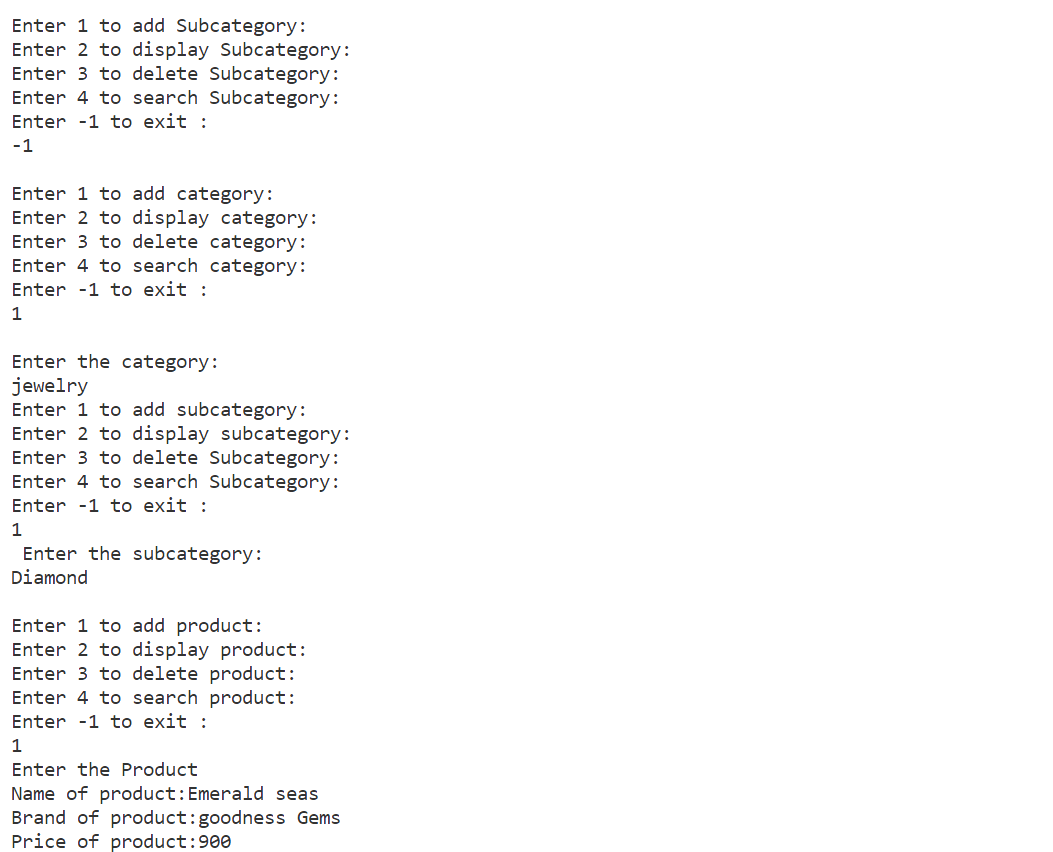 Enter 1 to add Subcategory:
Enter 2 to display Subcategory:
Enter 3 to delete Subcategory:
Enter 4 to search Subcategory:
Enter -1 to exit :
-1
Enter 1 to add category:
Enter 2 to display category:
Enter 3 to delete category:
Enter 4 to search category:
Enter -1 to exit :
1
Enter the category:
jewelry
Enter 1 to add subcategory:
Enter 2 to display subcategory:
Enter 3 to delete Subcategory:
Enter 4 to search Subcategory:
Enter -1 to exit :
1
Enter the subcategory:
Diamond
Enter 1 to add product:
Enter 2 to display product:
Enter 3 to delete product:
Enter 4 to search product:
Enter -1 to exit :
1
Enter the Product
Name of product:Emerald seas
Brand of product:goodness Gems
Price of product:900